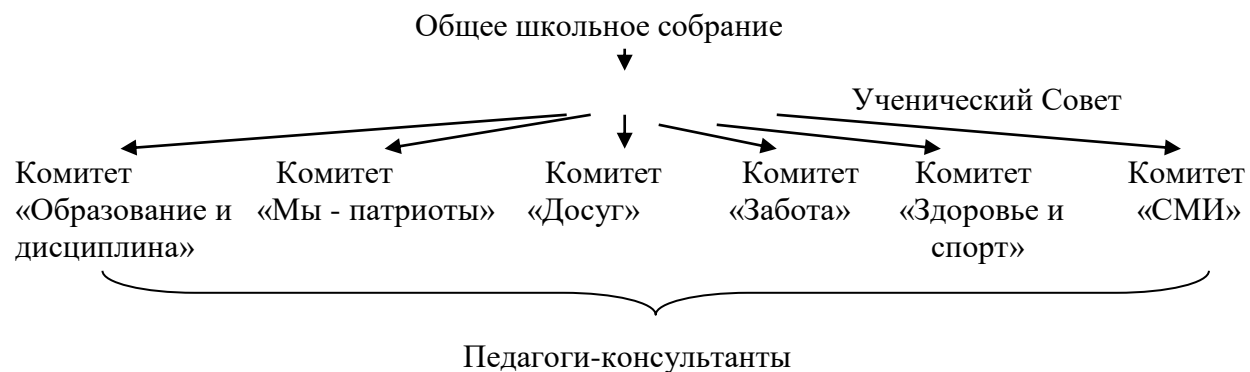 Общее школьное собрание
Ученический Совет
Комитет Комитет Комитет Комитет Комитет Комитет
«Образование и «Мы - патриоты» «Досуг» «Забота» «Здоровье и «СМИ»
дисциплина» спорт»
Педагоги-консультанты